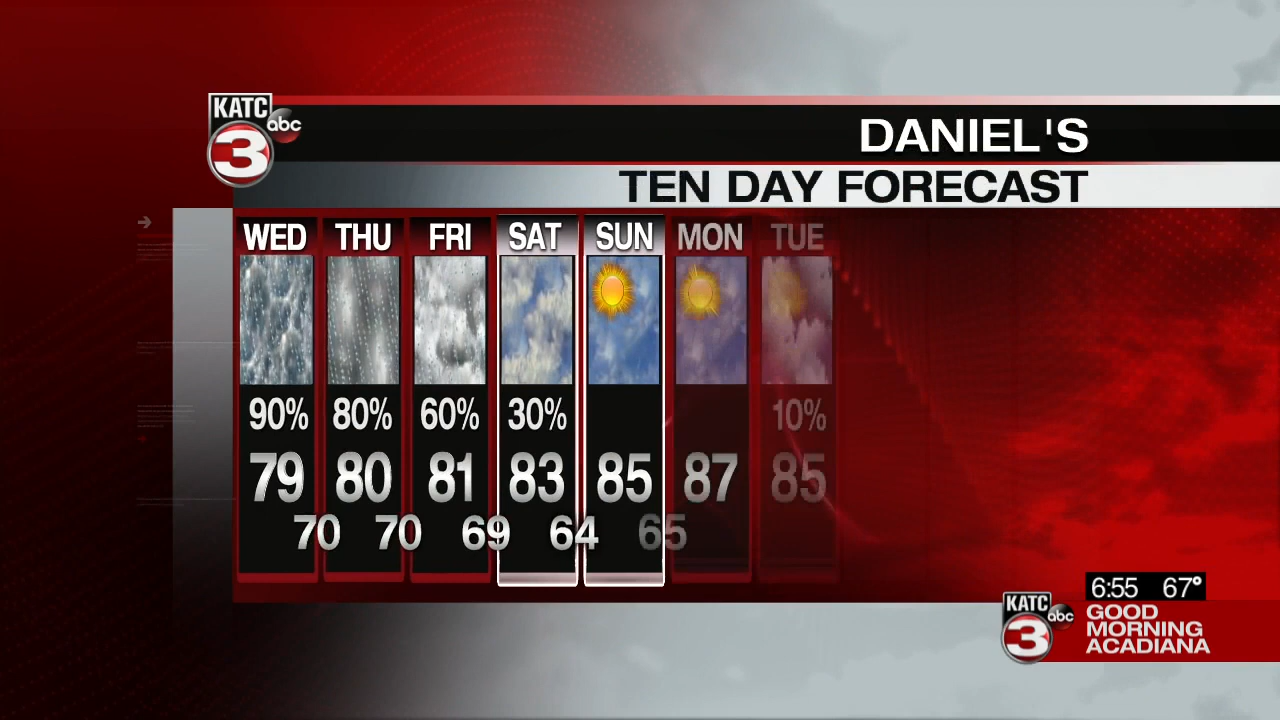 KATC
abc
3
DANIEL'S
TEN DAY FORECAST
WED THU FRI SAT SUN MON TUE
90% 80% 60% 30% 10%
79 80 81 83 85 87 85
70 70 69 64 65
6:55 67°
KATC
abc
3
GOOD
MORNING
ACADIANA